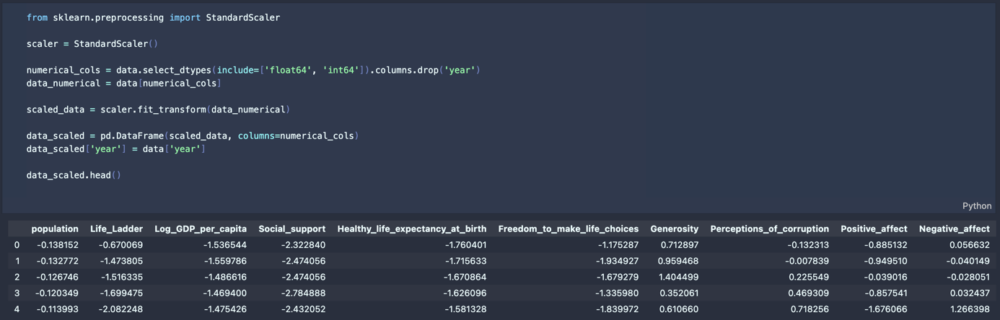 from sklearn.preprocessing import StandardScaler
scaler = StandardScaler()
numerical_cols = data.select_dtypes(include=['float64', 'int64']).columns.drop('year')
data_numerical = data[numerical_cols]
scaled_data = scaler.fit_transform(data_numerical)
data_scaled = pd.DataFrame(scaled_data, columns=numerical_cols)
data_scaled['year'] = data['year']
data_scaled.head()
Python
population Life_Ladder Log_GDP_per_capita Social_support Healthy_life_expectancy_at_birth Freedom_to_make_life_choices Generosity Perceptions_of_corruption Positive_affect Negative_affect
0 -0.138152 -0.670069 -1.536544 -2.322840 -1.760401 -1.175287 0.712897 -0.132313 -0.885132 0.056632
1 -0.132772 -1.473805 -1.559786 -2.474056 -1.715633 -1.934927 0.959468 -0.007839 -0.949510 -0.040149
2 -0.126746 -1.516335 -1.486616 -2.474056 -1.670864 -1.679279 1.404499 0.225549 -0.039016 -0.028051
3 -0.120349 -1.699475 -1.469400 -2.784888 -1.626096 -1.335980 0.352061 0.469309 -0.857541 0.032437
4 -0.113993 -2.082248 -1.475426 -2.432052 -1.581328 -1.839972 0.610660 0.718256 -1.676066 1.266398